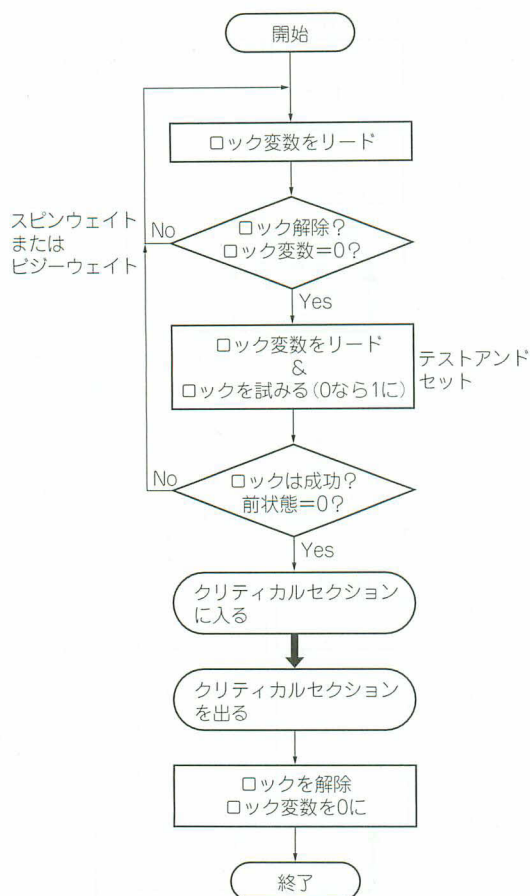 開始
ロック変数をリード
スピンウェイト
または
ビジーウェイト
No
ロック解除？
ロック変数＝0？
Yes
ロック変数をリード
&
ロックを試みる（0なら1に）
テストアンド
セット
No
ロックは成功？
前状態＝0？
Yes
クリティカルセクション
に入る
クリティカルセクション
を出る
ロックを解除
ロック変数を0に
終了